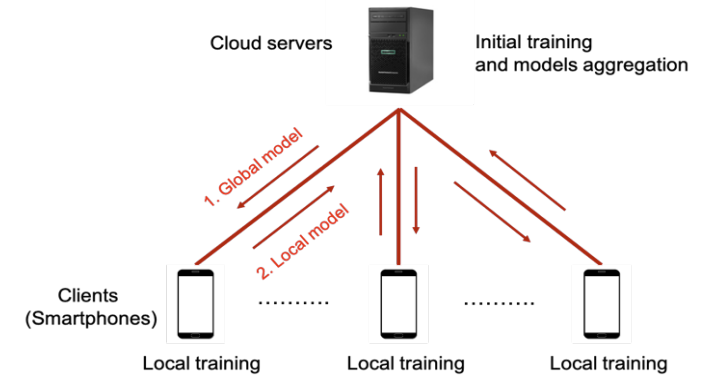 Cloud servers
Initial training
and models aggregation
1. Global model
2. Local model
Clients
(Smartphones)
Local training
Local training
Local training